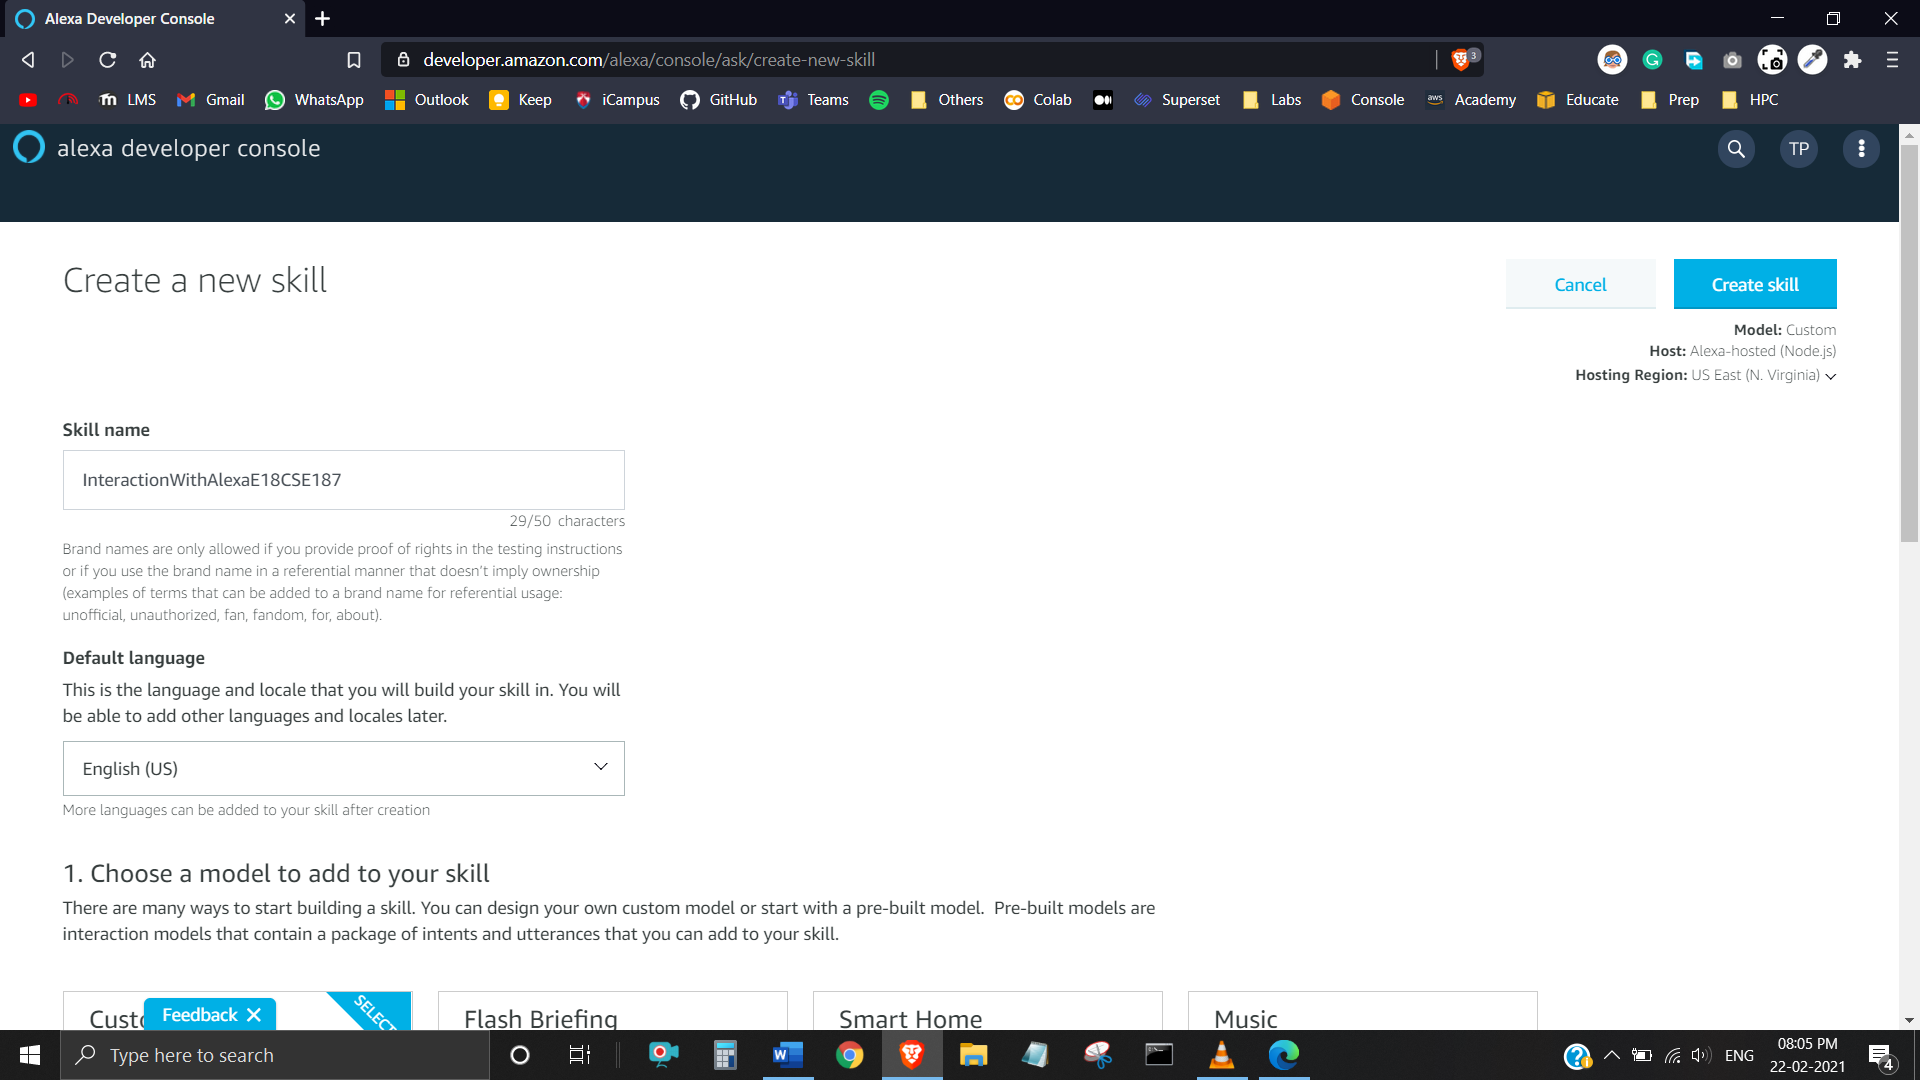 Alexa Developer Console
developer.amazon.com/alexa/console/ask/create-new-skill
3
LMS Gmail WhatsApp Outlook Keep iCampus GitHub Teams Others Colab Superset Labs Console aws Academy Educate Prep HPC
alexa developer console
TP
Create a new skill
Cancel
Create skill
Model: Custom
Host: Alexa-hosted (Node.js)
Hosting Region: US East (N. Virginia)
Skill name
InteractionWithAlexaE18CSE187
29/50 characters
Brand names are only allowed if you provide proof of rights in the testing instructions
or if you use the brand name in a referential manner that doesn’t imply ownership
(examples of terms that can be added to a brand name for referential usage:
unofficial, unauthorized, fan, fandom, for, about).
Default language
This is the language and locale that you will build your skill in. You will
be able to add other languages and locales later.
English (US)
More languages can be added to your skill after creation
1. Choose a model to add to your skill
There are many ways to start building a skill. You can design your own custom model or start with a pre-built model. Pre-built models are
interaction models that contain a package of intents and utterances that you can add to your skill.
Custo
Feedback
SELECT
Flash Briefing
Smart Home
Music
Type here to search
ENG
08:05 PM
22-02-2021
4